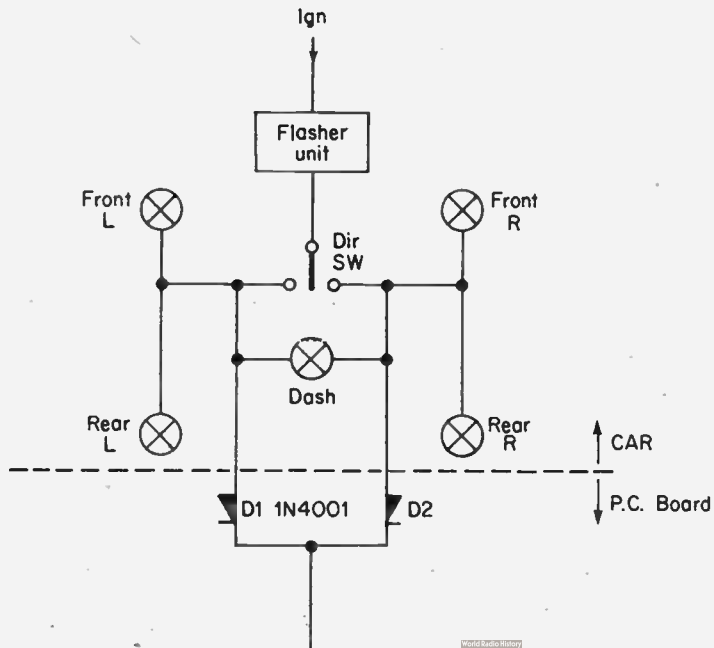 Ign
Flasher
unit
Front
L
Front
R
Dir
SW
Dash
Rear
L
Rear
R
CAR
D1 1N4001
D2
P.C. Board
World Radio History